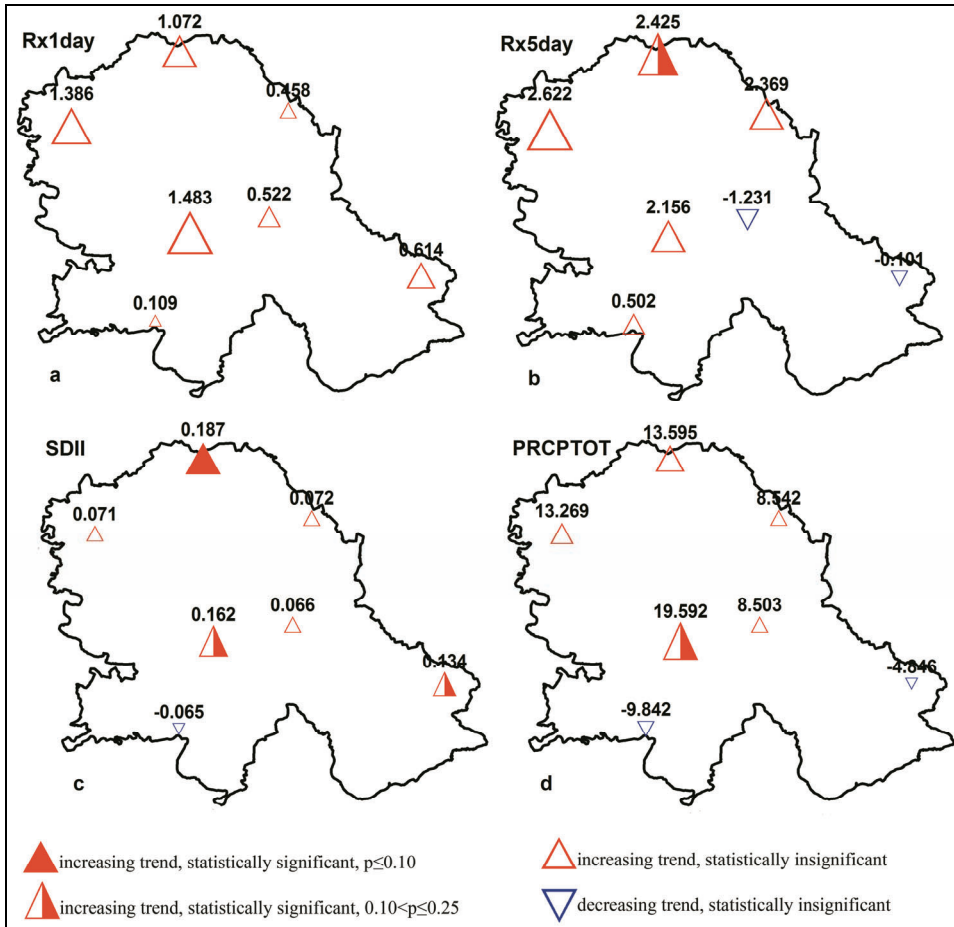 Rx1day
1.072
1.386
0.458
1.483
0.522
0.614
0.109
a
Rx5day
2.425
2.622
2.369
2.156
-1.231
-0.101
0.502
b
SDII
0.187
0.071
0.072
0.162
0.066
0.134
-0.065
c
PRCPTOT
13.595
13.269
8.542
19.592
8.503
-4.846
-9.842
d
increasing trend, statistically significant, p≤0.10
increasing trend, statistically significant, 0.10<p≤0.25
increasing trend, statistically insignificant
decreasing trend, statistically insignificant